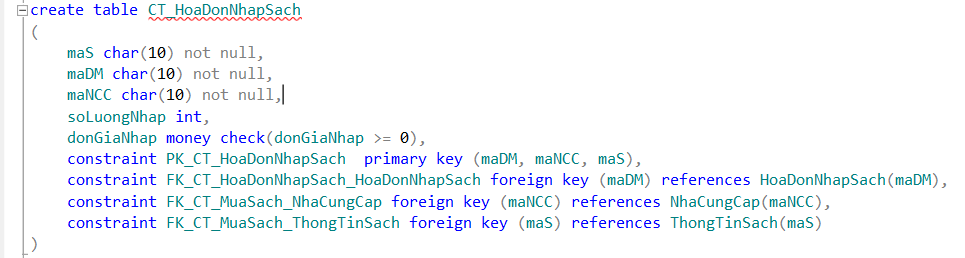 create table CT_HoaDonNhapSach
(
maS char(10) not null,
maDM char(10) not null,
maNCC char(10) not null,
soLuongNhap int,
donGiaNhap money check(donGiaNhap >= 0),
constraint PK_CT_HoaDonNhapSach  primary key (maDM, maNCC, maS),
constraint FK_CT_HoaDonNhapSach_HoaDonNhapSach foreign key (maDM) references HoaDonNhapSach(maDM),
constraint FK_CT_MuaSach_NhaCungCap foreign key (maNCC) references NhaCungCap(maNCC),
constraint FK_CT_MuaSach_ThongTinSach foreign key (maS) references ThongTinSach(maS)
)